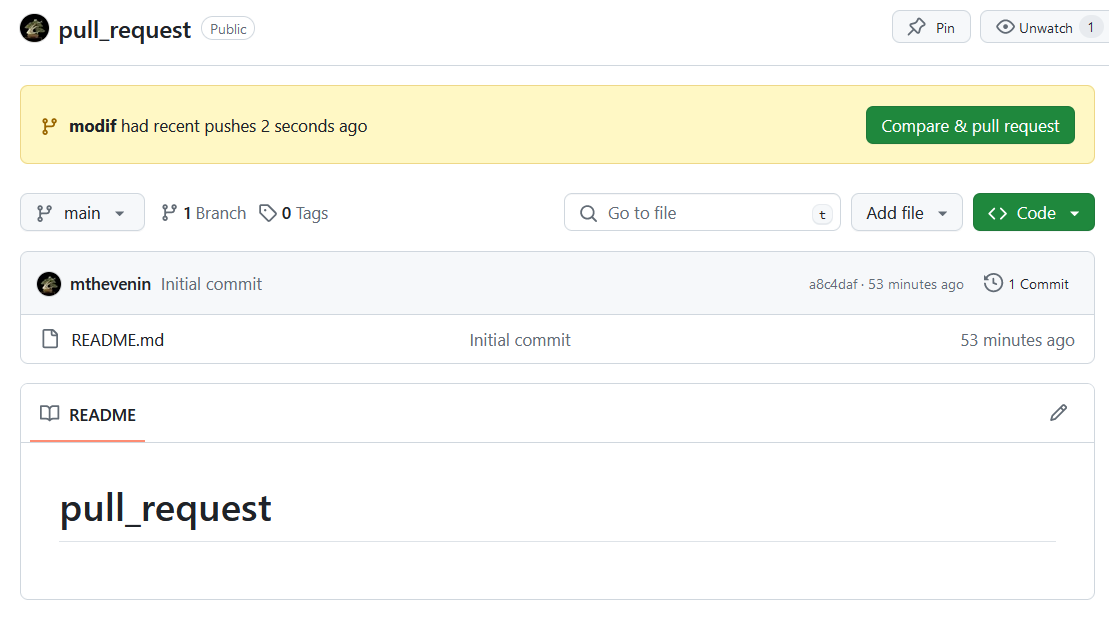 pull_request Public Pin Unwatch 1
modif had recent pushes 2 seconds ago Compare & pull request
main 1 Branch 0 Tags Go to file t Add file Code
mthevenin Initial commit a8c4daf · 53 minutes ago 1 Commit
README.md Initial commit 53 minutes ago
README
pull_request